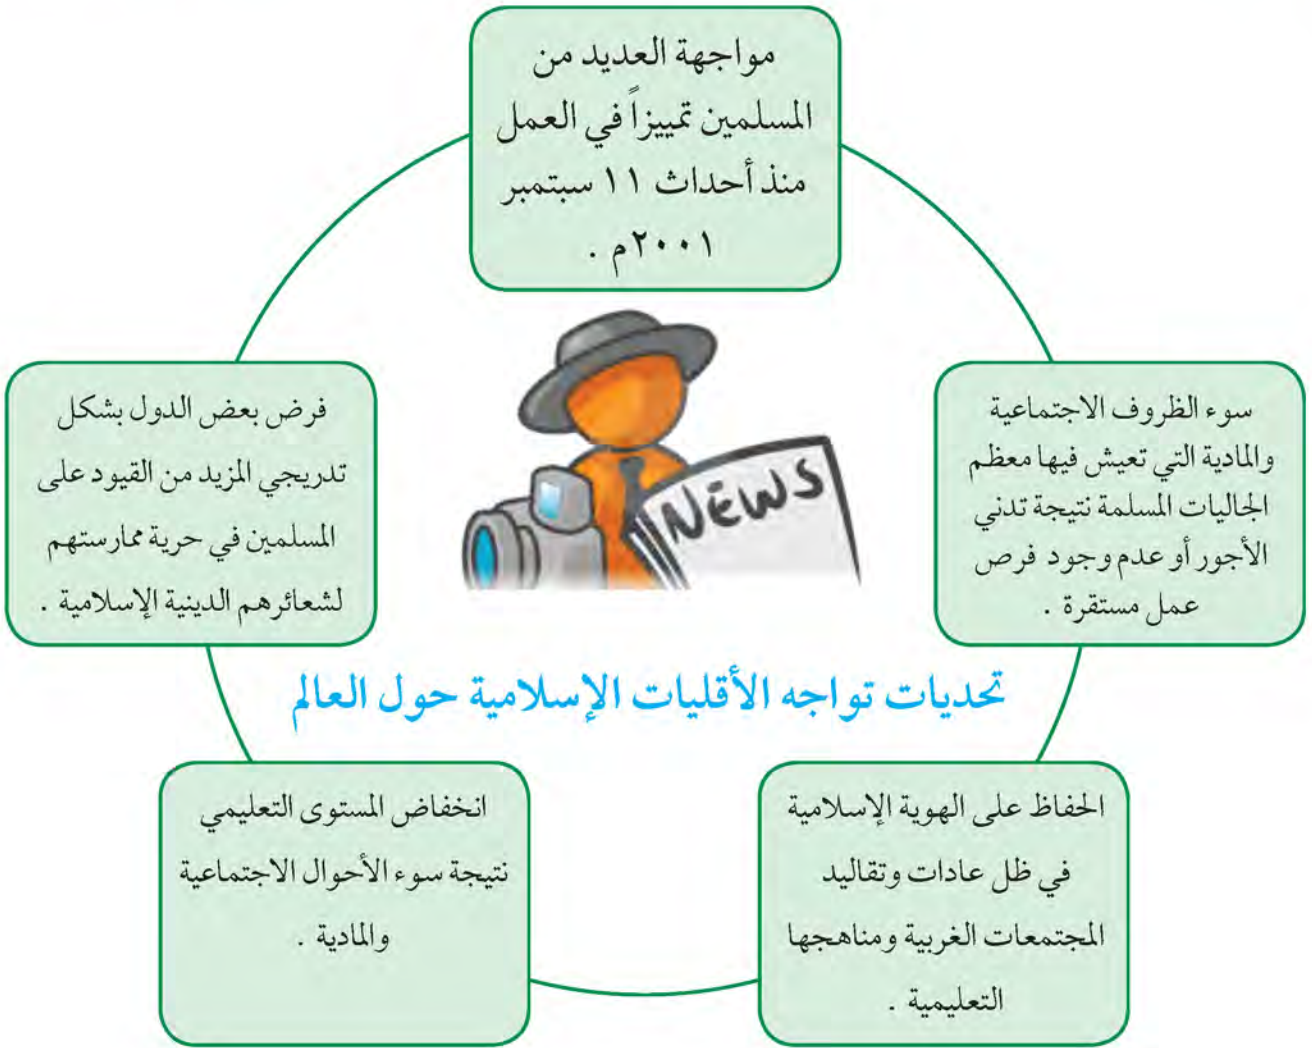 مواجهة العديد من
المسلمين تمييزاً في العمل
منذ أحداث ١١ سبتمبر
٢٠٠١م .
سوء الظروف الاجتماعية
والمادية التي تعيش فيها معظم
الجاليات المسلمة نتيجة تدني
الأجور أو عدم وجود فرص
عمل مستقرة .
فرض بعض الدول بشكل
تدريجي المزيد من القيود على
المسلمين في حرية ممارستهم
لشعائرهم الدينية الإسلامية .
NEWS
تحديات تواجه الأقليات الإسلامية حول العالم
الحفاظ على الهوية الإسلامية
في ظل عادات وتقاليد
المجتمعات الغربية ومناهجها
التعليمية .
انخفاض المستوى التعليمي
نتيجة سوء الأحوال الاجتماعية
والمادية .